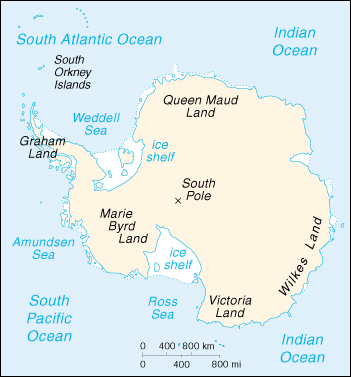 South Atlantic Ocean
Indian
Ocean
South
Orkney
Islands
Queen Maud
Land
Weddell
Sea
Graham
Land
ice
shelf
South
Pole
Marie
Byrd
Land
Amundsen
Sea
ice
shelf
Wilkes Land
South
Pacific
Ocean
Ross
Sea
Victoria
Land
Indian
Ocean
0 400 800 km
0 400 800 mi